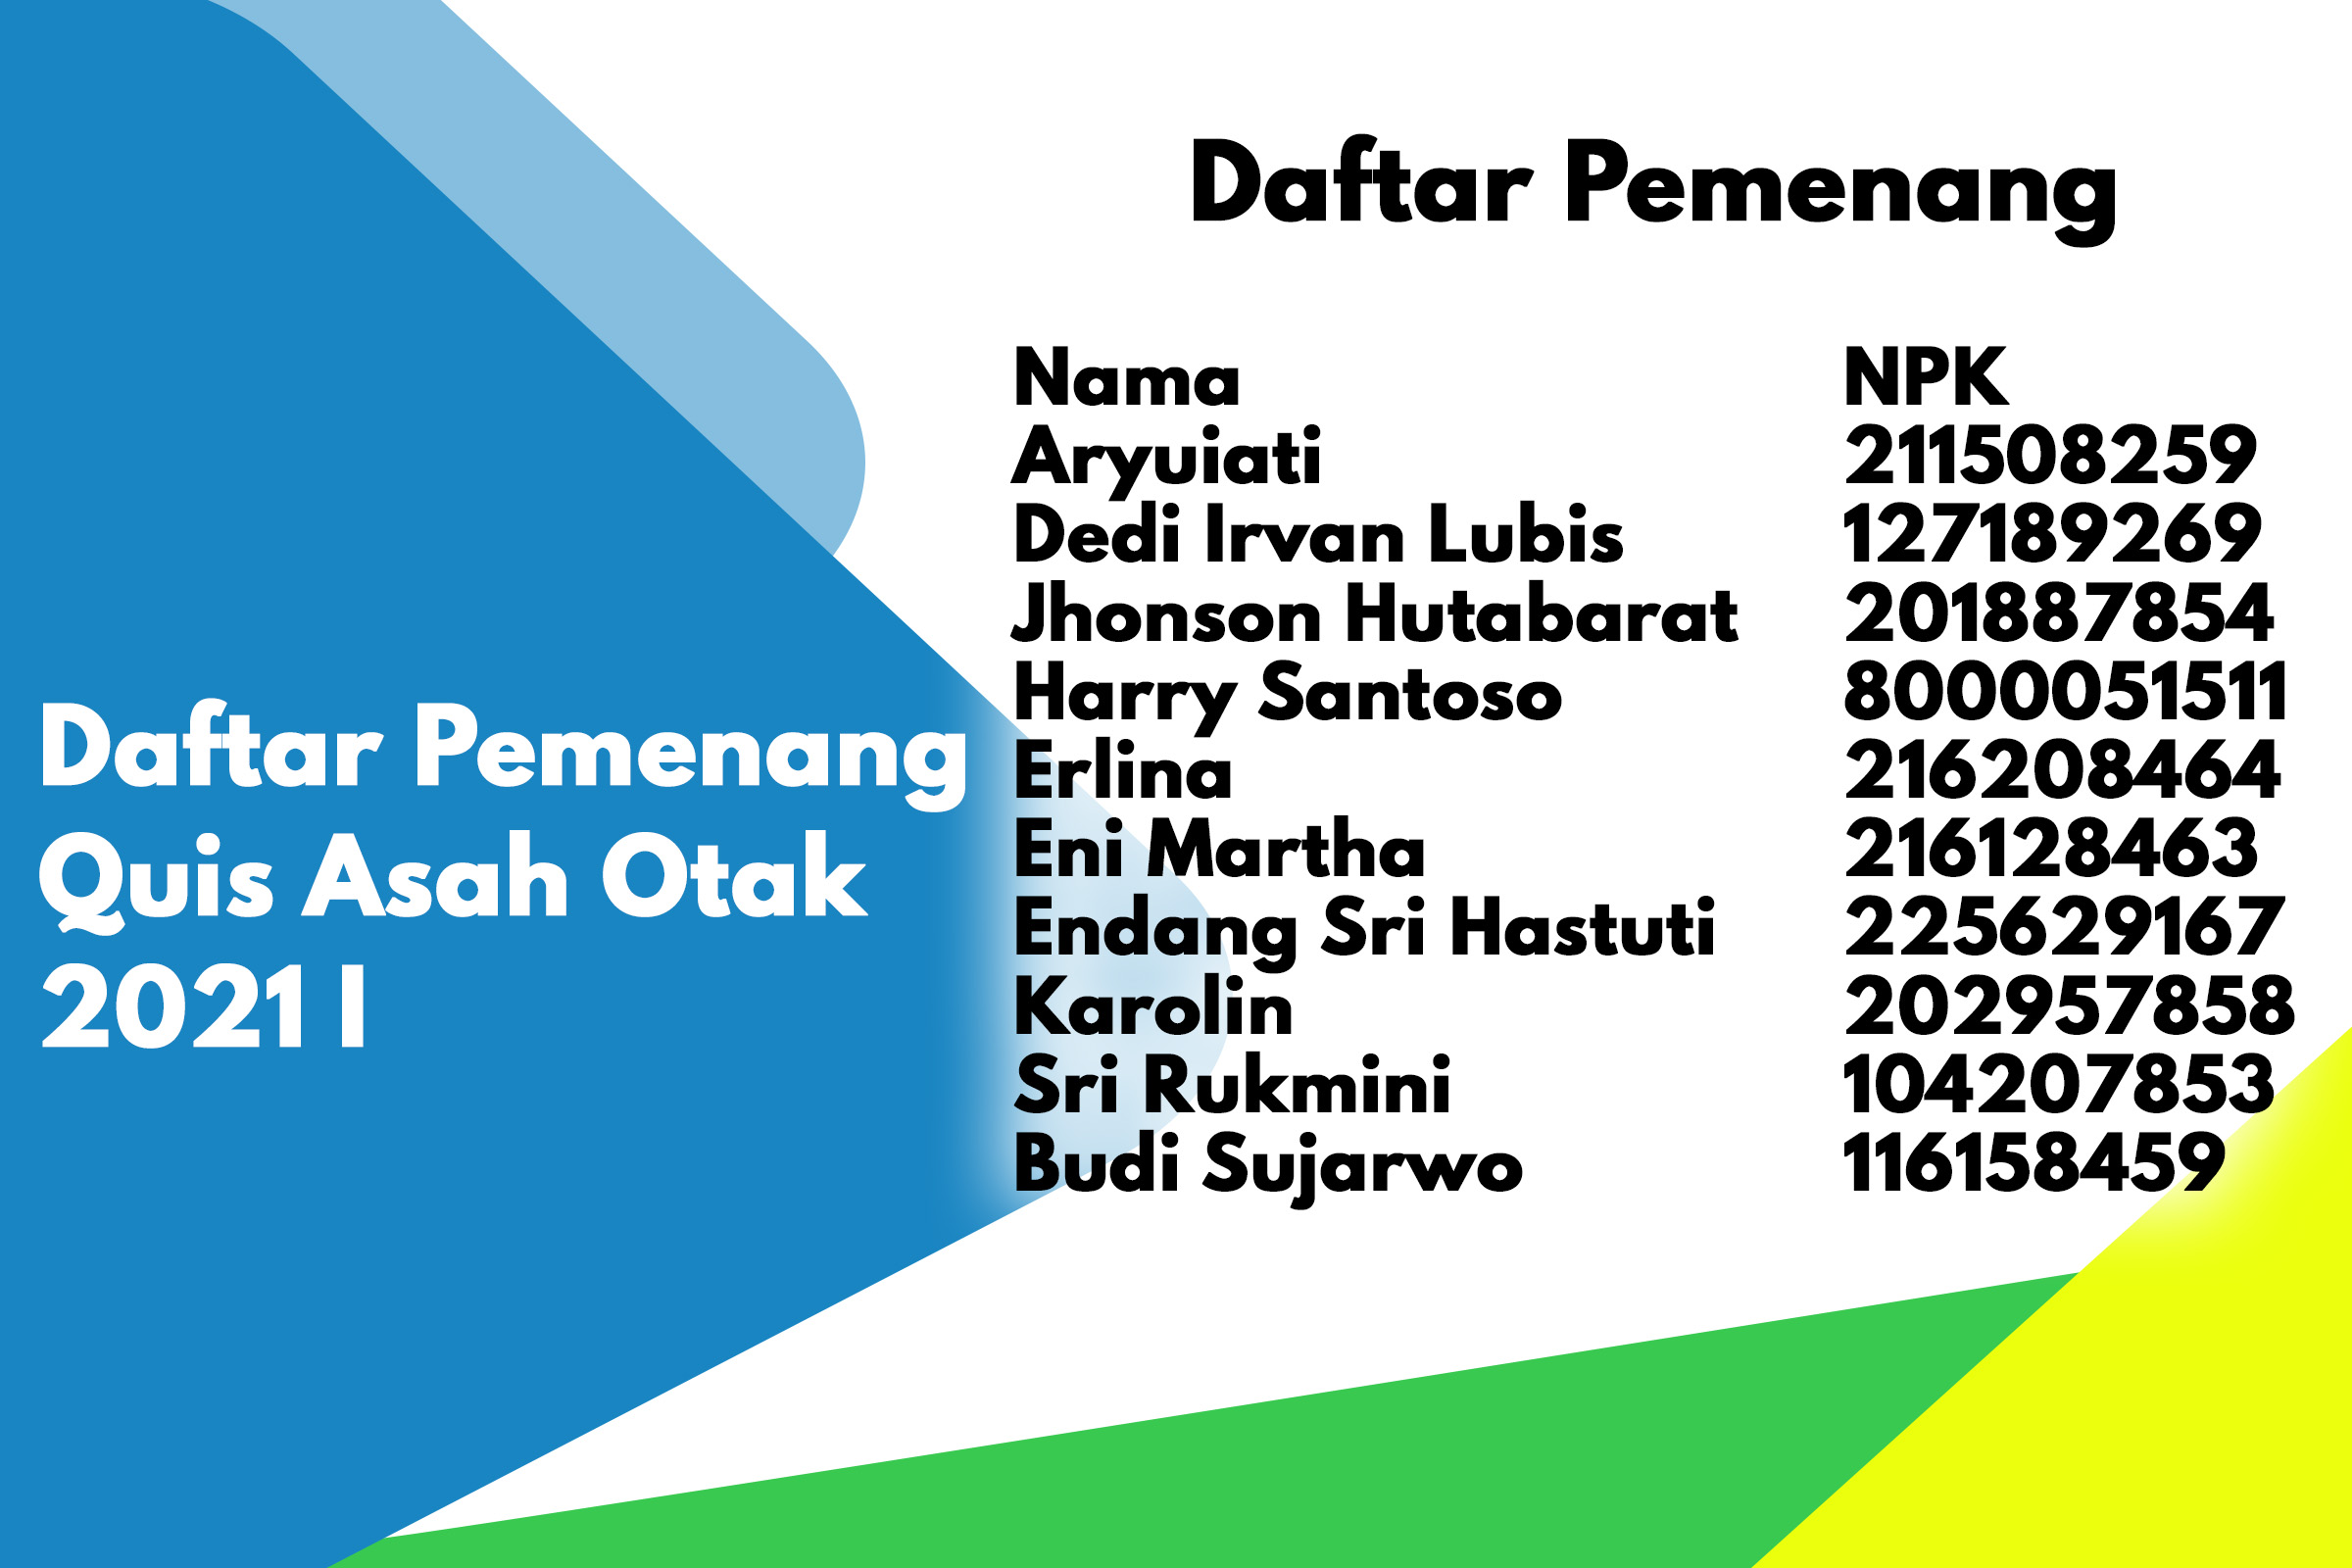 Daftar Pemenang
Quis Asah Otak
2021 I
Daftar Pemenang
Nama NPK
Aryuiati 211508259
Dedi Irvan Lubis 127189269
Jhonson Hutabarat 201887854
Harry Santoso 8000051511
Erlina 216208464
Eni Martha 216128463
Endang Sri Hastuti 225629167
Karolin 202957858
Sri Rukmini 104207853
Budi Sujarwo 116158459